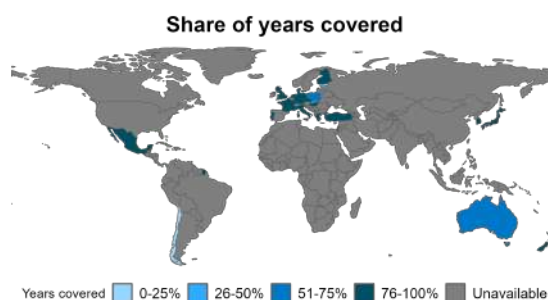 Share of years covered
Years covered 0-25% 26-50% 51-75% 76-100% Unavailable